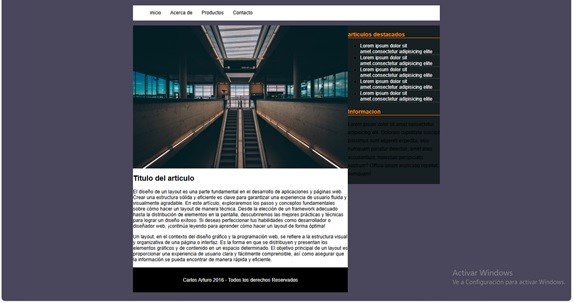 Inicio Acerca de Productos Contacto
articulos destacados
Lorem ipsum dolor sit
amet,consectetur adipisicing elite
Lorem ipsum dolor sit
amet,consectetur adipisicing elite
Lorem ipsum dolor sit
amet,consectetur adipisicing elite
Informacion
Titulo del articulo
El diseño de un layout es una parte fundamental en el desarrollo de aplicaciones y páginas web.
Crear una estructura sólida y eficiente es clave para garantizar una experiencia de usuario fluida y
visualmente agradable. En este artículo, exploraremos los pasos y conceptos fundamentales
sobre cómo hacer un layout de manera técnica. Desde la elección de un framework adecuado
hasta la distribución de elementos en la pantalla, descubriremos las mejores prácticas y técnicas
para lograr un diseño exitoso. Si deseas perfeccionar tus habilidades como desarrollador o
diseñador web, ¡continúa leyendo para aprender cómo hacer un layout de forma óptima!
Un layout, en el contexto del diseño gráfico y la programación web, se refiere a la estructura visual
y organizativa de una página o interfaz. Es la forma en que se distribuyen y presentan los
elementos gráficos y de contenido en un espacio determinado. El objetivo principal de un layout es
proporcionar una experiencia de usuario clara y fácilmente comprensible, así como asegurar que
la información se pueda encontrar de manera rápida y eficiente.
Carlos Arturo 2016 - Todos los derechos Reservados
Activar Windows
Ve a Configuración para activar Windows.